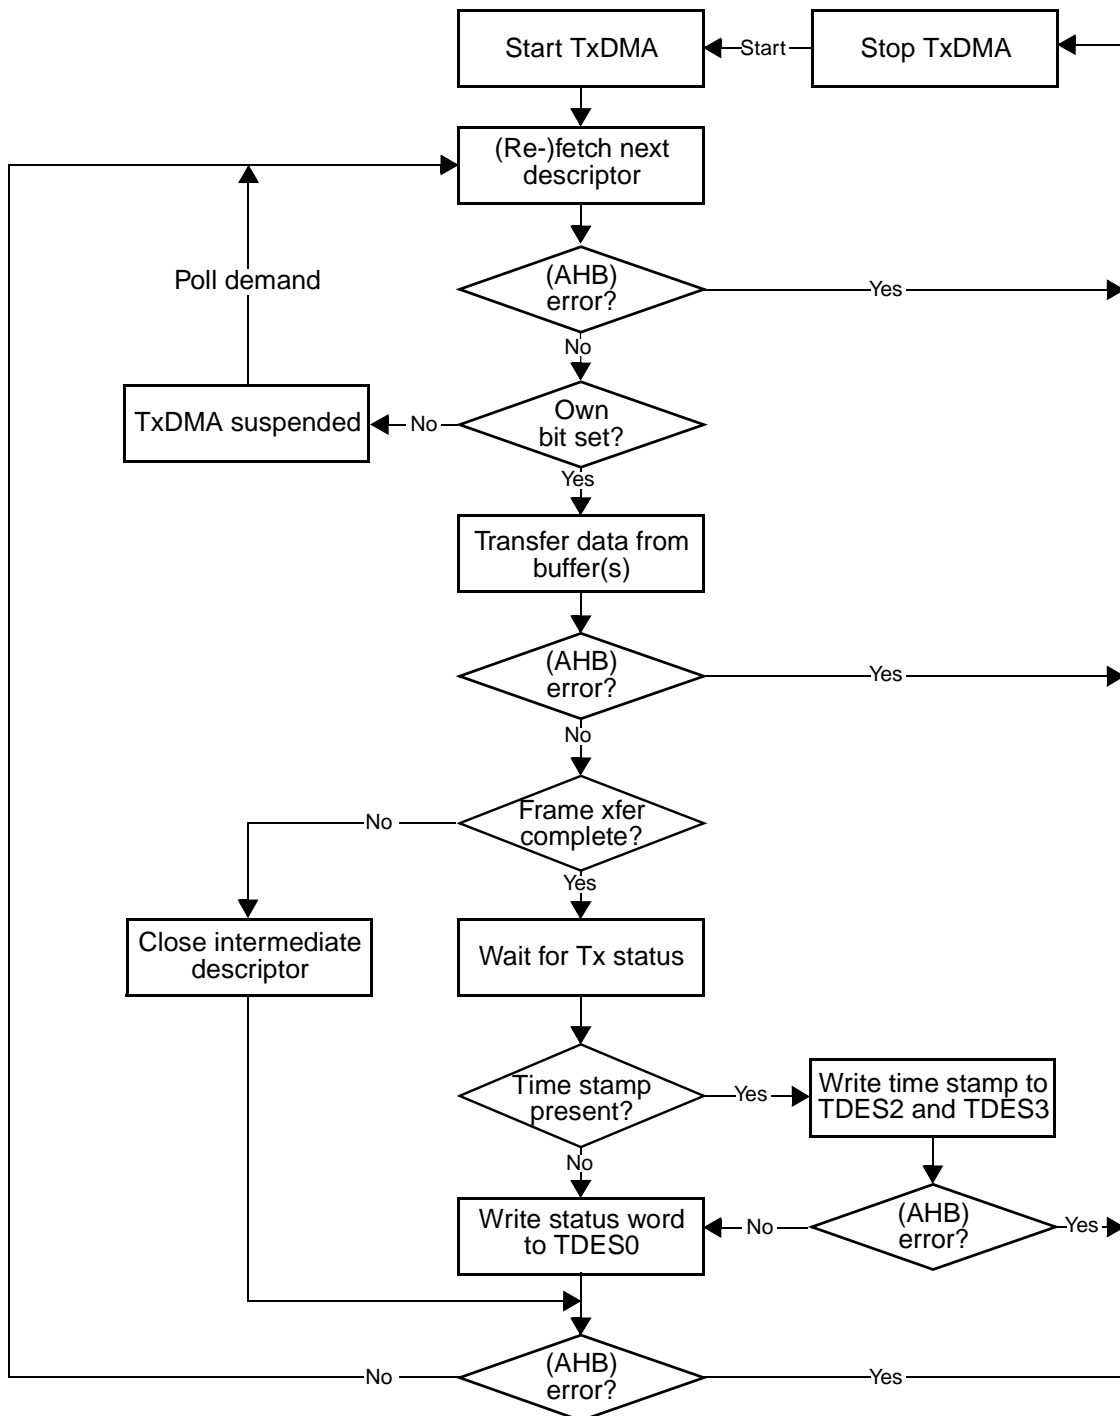 Start TxDMA
Start
Stop TxDMA
(Re-)fetch next
descriptor
Poll demand
(AHB)
error?
Yes
No
TxDMA suspended
No
Own
bit set?
Yes
Transfer data from
buffer(s)
(AHB)
error?
Yes
No
No
Frame xfer
complete?
Yes
Close intermediate
descriptor
Wait for Tx status
Time stamp
present?
Yes
Write time stamp to
TDES2 and TDES3
No
Write status word
to TDES0
No
(AHB)
error?
Yes
No
(AHB)
error?
Yes